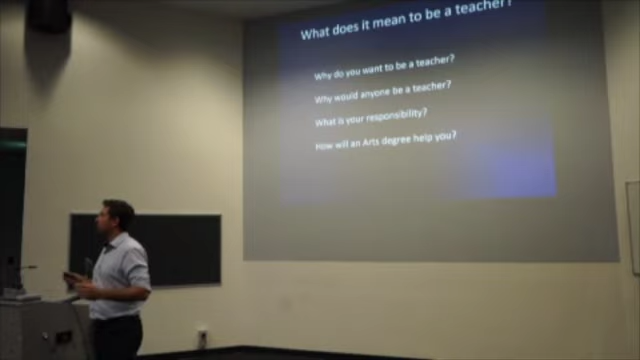 What does it mean to be a teacher?
Why do you want to be a teacher?
Why would anyone be a teacher?
What is your responsibility?
How will an Arts degree help you?